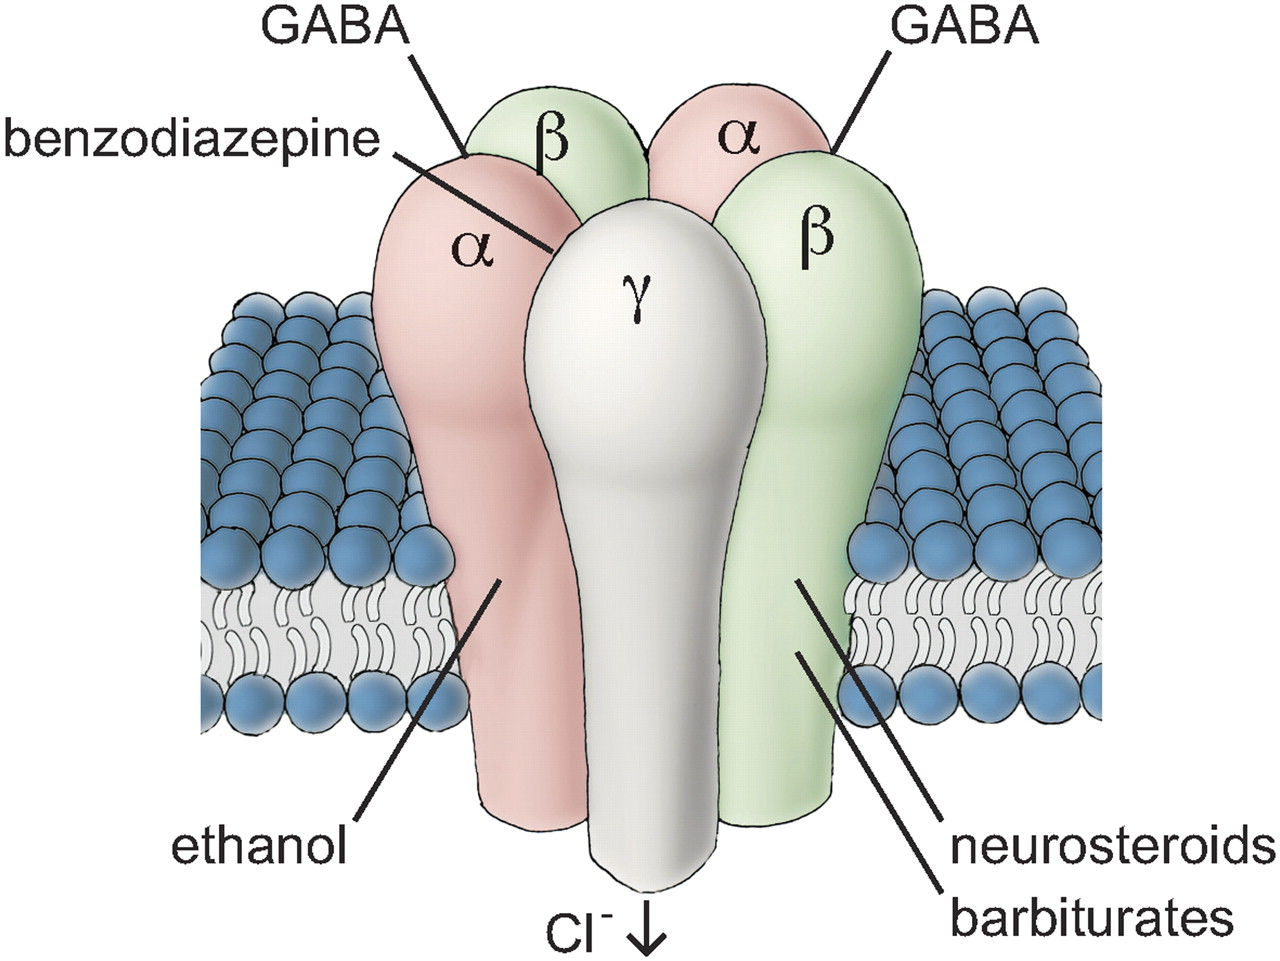 GABA
GABA
benzodiazepine
β
α
α
β
γ
ethanol
neurosteroids
barbiturates
Cl⁻